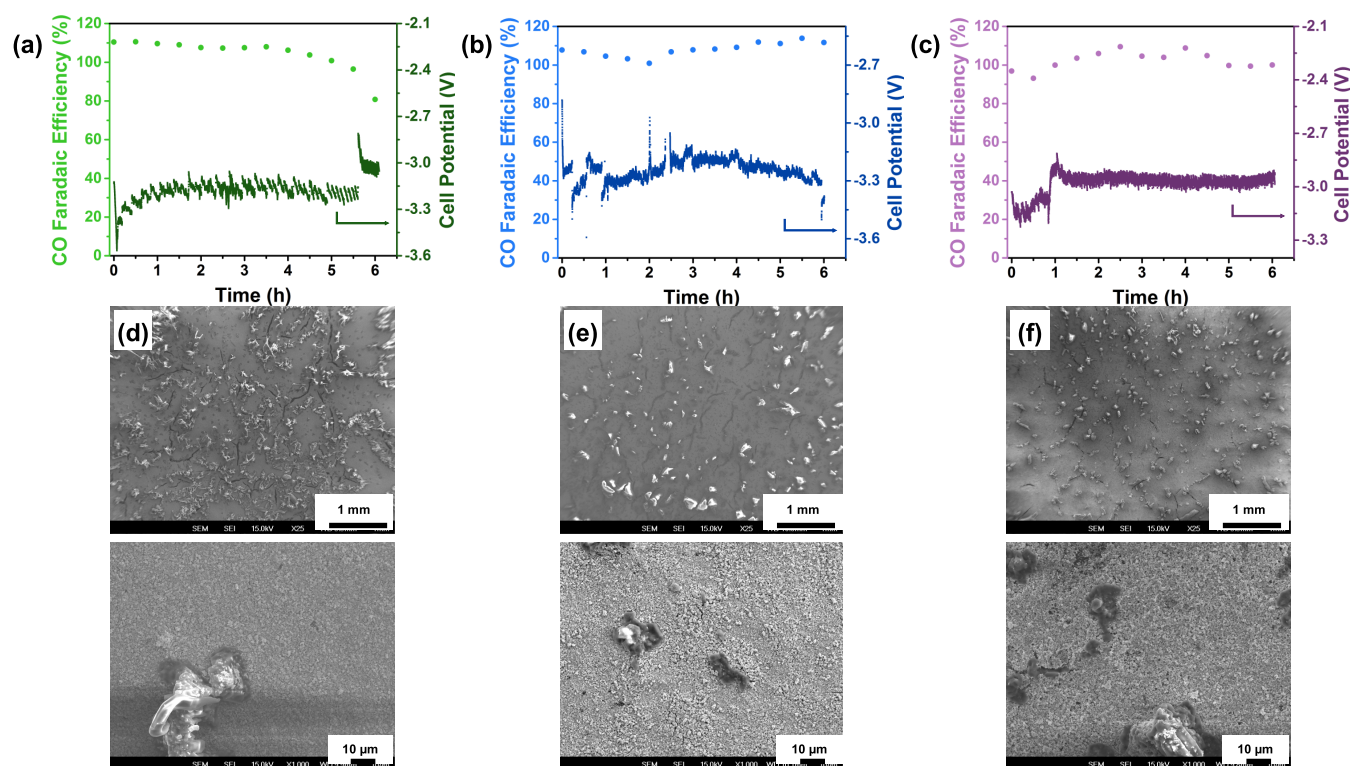 (a)
CO Faradaic Efficiency (%)
120
100
80
60
40
20
0
-2.1
-2.4
-2.7
-3.0
-3.3
-3.6
Cell Potential (V)
0 1 2 3 4 5 6
Time (h)
(b)
CO Faradaic Efficiency (%)
120
100
80
60
40
20
0
-2.7
-3.0
-3.3
-3.6
Cell Potential (V)
0 1 2 3 4 5 6
Time (h)
(c)
CO Faradaic Efficiency (%)
120
100
80
60
40
20
0
-2.1
-2.4
-2.7
-3.0
-3.3
Cell Potential (V)
0 1 2 3 4 5 6
Time (h)
(d)
1 mm
SEM SEI 15.0kV X25
(e)
1 mm
SEM SEI 15.0kV X25
(f)
1 mm
SEM SEI 15.0kV X25
10 µm
SEM SEI 15.0kV X1,000
10 µm
SEM SEI 15.0kV X1,000
10 µm
SEM SEI 15.0kV X1,000